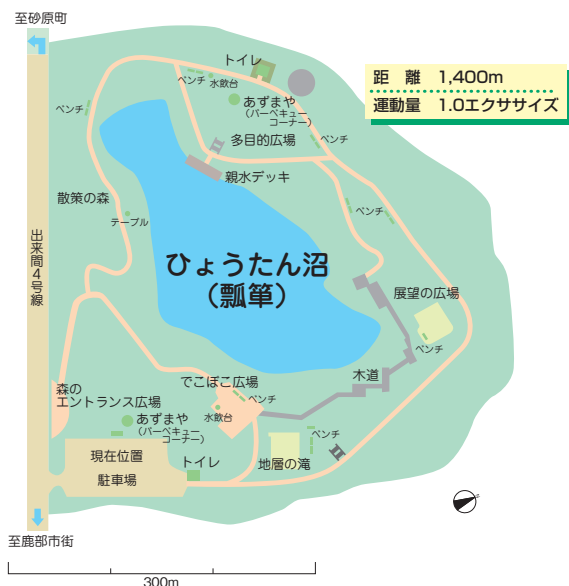 至砂原町
トイレ
ベンチ
水飲台
あずまや
（バーベキュー
コーナー）
距　離　1,400m
運動量　1.0エクササイズ
ベンチ
多目的広場
ベンチ
親水デッキ
散策の森
テーブル
ベンチ
出来間4号線
ひょうたん沼
（瓢箪）
展望の広場
ベンチ
木道
でこぼこ広場
ベンチ
森の
エントランス広場
水飲台
あずまや
（バーベキュー
コーナー）
ベンチ
現在位置
駐車場
トイレ
地層の滝
至鹿部市街
300m